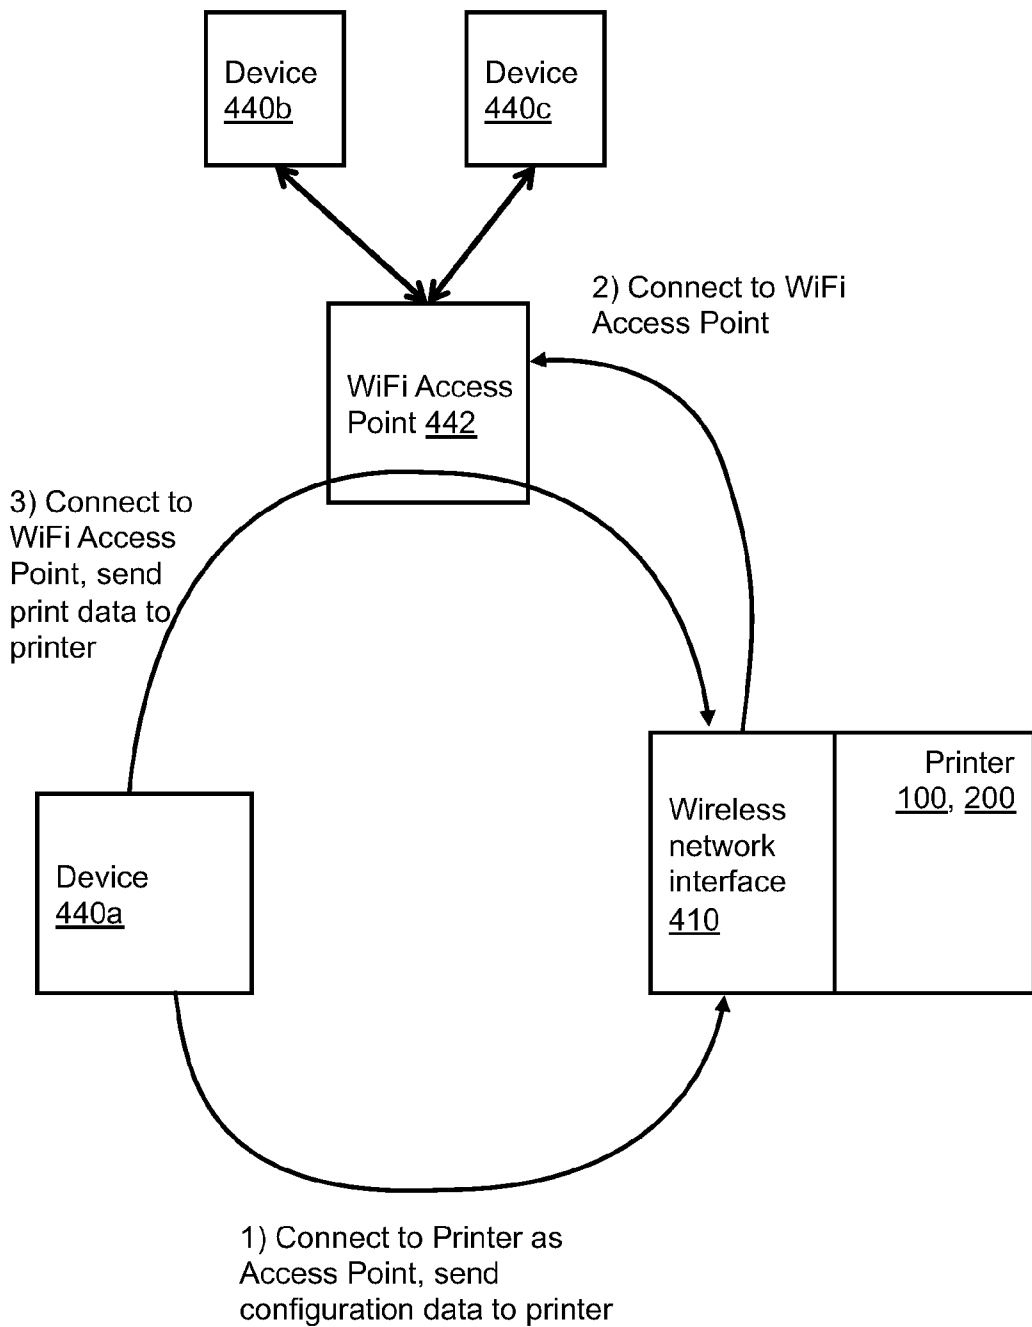 Device
440b
Device
440c
2) Connect to WiFi
Access Point
WiFi Access
Point 442
3) Connect to
WiFi Access
Point, send
print data to
printer
Printer
100, 200
Wireless
network
interface
410
Device
440a
1) Connect to Printer as
Access Point, send
configuration data to printer